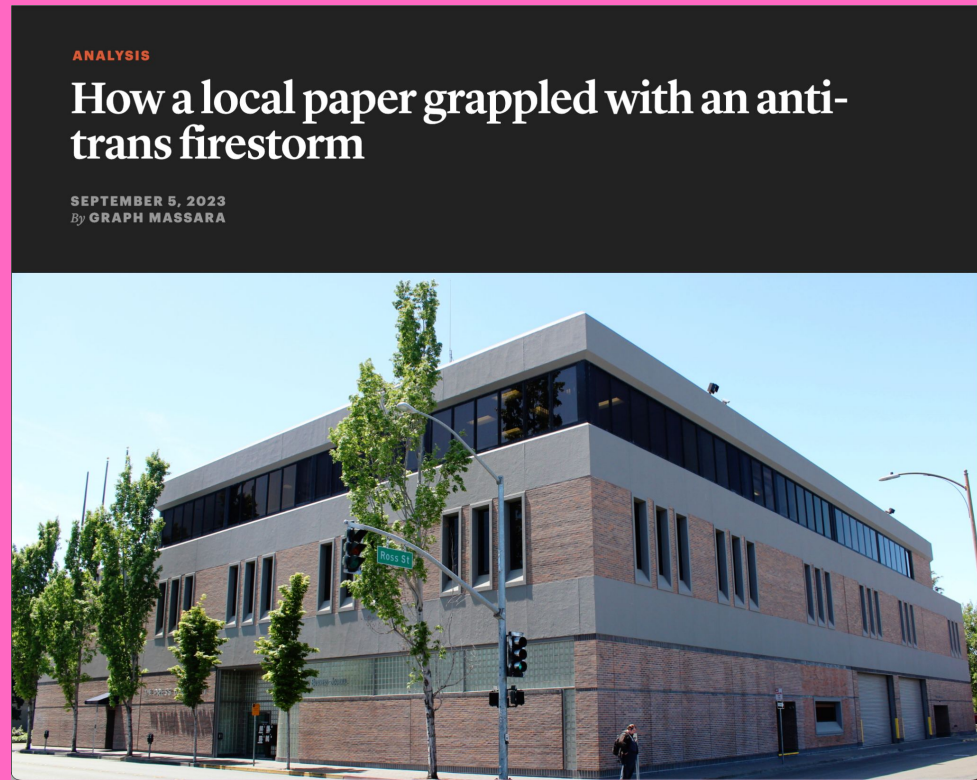 ANALYSIS
How a local paper grappled with an anti-
trans firestorm
SEPTEMBER 5, 2023
By GRAPH MASSARA
Ross St